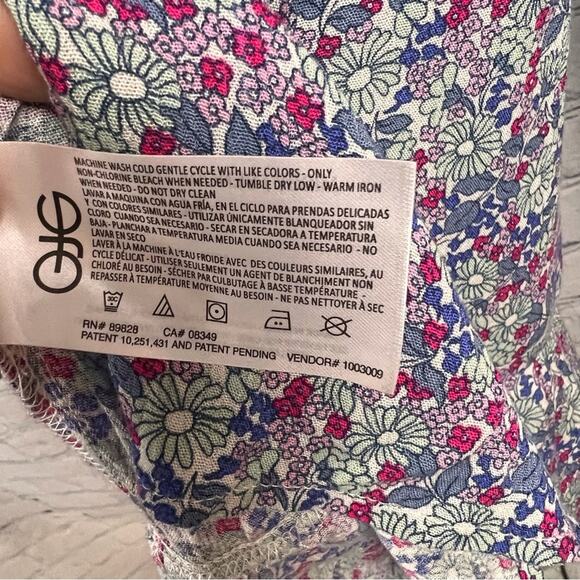 MACHINE WASH COLD GENTLE CYCLE WITH LIKE COLORS - ONLY
NON-CHLORINE BLEACH WHEN NEEDED - TUMBLE DRY LOW - WARM IRON
WHEN NEEDED - DO NOT DRY CLEAN
LAVAR A MAQUINA CON AGUA FRÍA, EN EL CICLO PARA PRENDAS DELICADAS
Y CON COLORES SIMILARES - UTILIZAR ÚNICAMENTE BLANQUEADOR SIN
CLORO CUANDO SEA NECESARIO - SECAR EN SECADORA A TEMPERATURA
BAJA - PLANCHAR A TEMPERATURA MEDIA CUANDO SEA NECESARIO - NO
LAVAR EN SECO
LAVER À LA MACHINE À L'EAU FROIDE AVEC DES COULEURS SIMILAIRES, AU
CYCLE DÉLICAT - UTILISER SEULEMENT UN AGENT DE BLANCHIMENT NON
CHLORÉ AU BESOIN - SÉCHER PAR CULBUTAGE À BASSE TEMPÉRATURE -
REPASSER À TEMPÉRATURE MOYENNE AU BESOIN - NE PAS NETTOYER À SEC
30°C
RN# 89828 CA# 08349
PATENT 10,251,431 AND PATENT PENDING VENDOR# 1003009